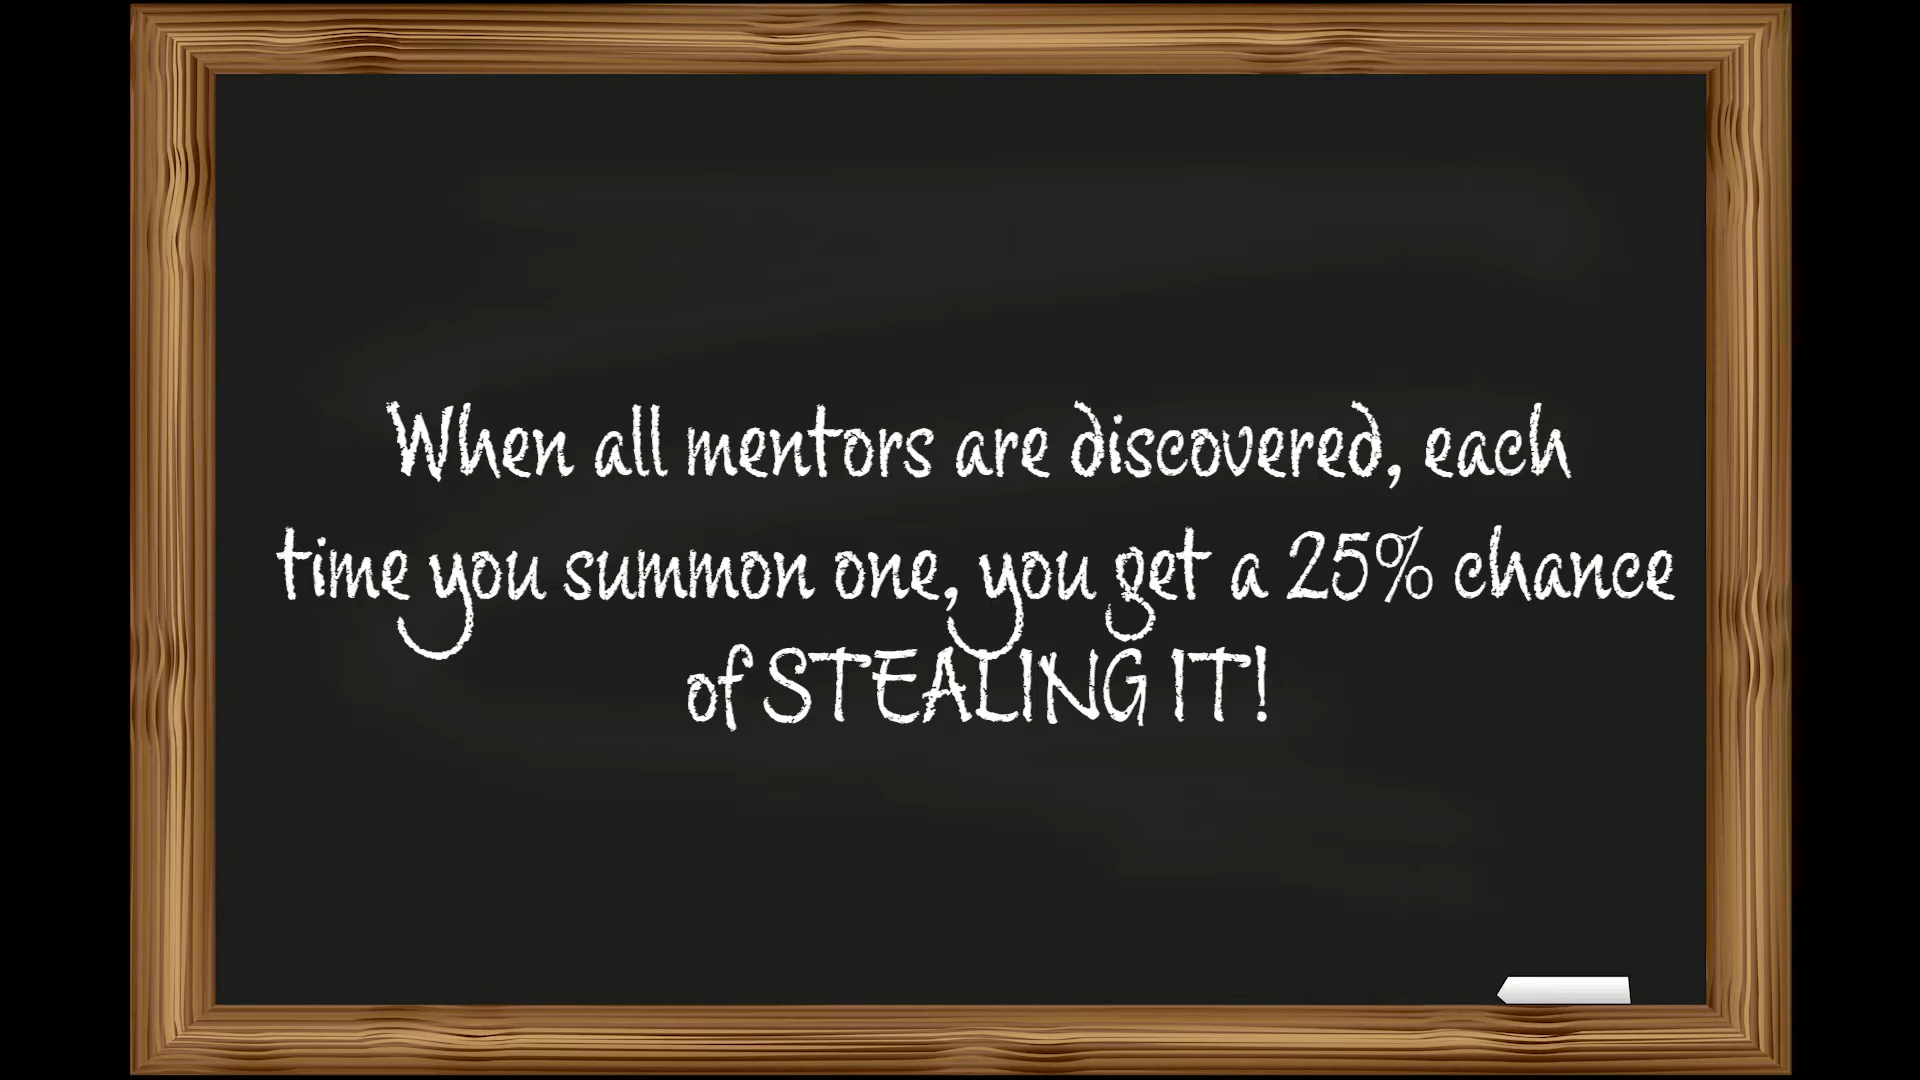 When all mentors are discovered, each
time you summon one, you get a 25% chance
of STEALING IT!